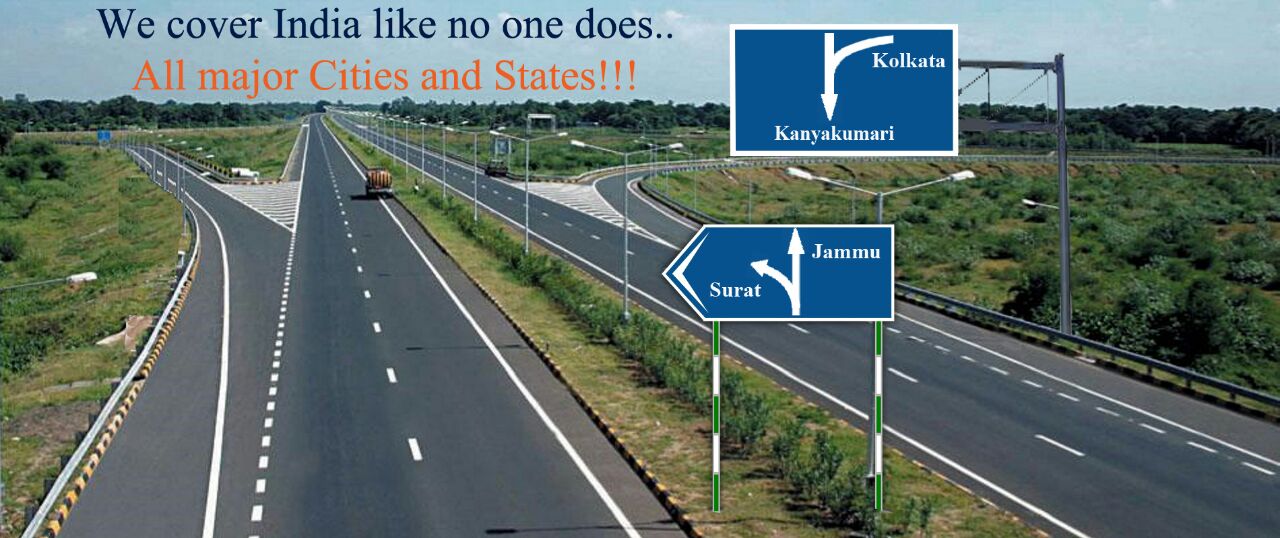 We cover India like no one does..
All major Cities and States!!!
Kolkata
Kanyakumari
Jammu
Surat